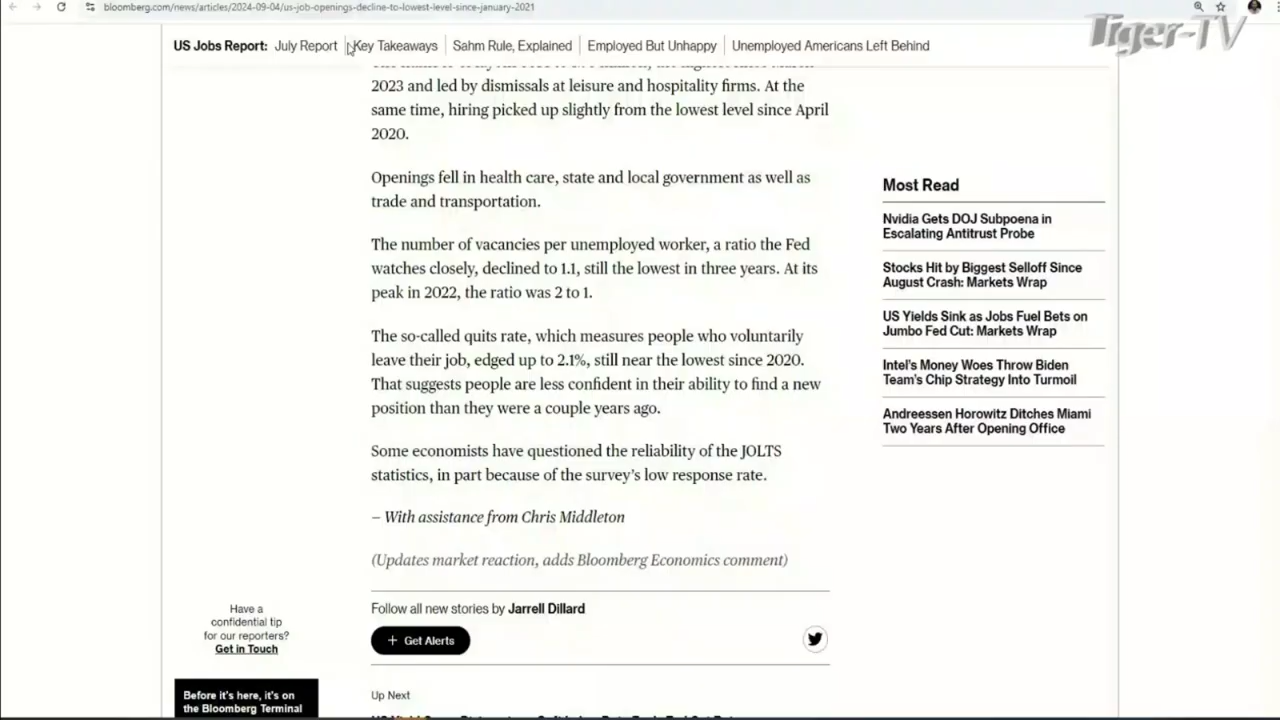 bloomberg.com/news/articles/2024-09-04/us-job-openings-decline-to-lowest-level-since-january-2021
Tiger-TV
US Jobs Report: July Report Key Takeaways Sahm Rule, Explained Employed But Unhappy Unemployed Americans Left Behind
2023 and led by dismissals at leisure and hospitality firms. At the
same time, hiring picked up slightly from the lowest level since April
2020.
Openings fell in health care, state and local government as well as
trade and transportation.
The number of vacancies per unemployed worker, a ratio the Fed
watches closely, declined to 1.1, still the lowest in three years. At its
peak in 2022, the ratio was 2 to 1.
The so-called quits rate, which measures people who voluntarily
leave their job, edged up to 2.1%, still near the lowest since 2020.
That suggests people are less confident in their ability to find a new
position than they were a couple years ago.
Some economists have questioned the reliability of the JOLTS
statistics, in part because of the survey's low response rate.
– With assistance from Chris Middleton
(Updates market reaction, adds Bloomberg Economics comment)
Follow all new stories by Jarrell Dillard
+ Get Alerts
Up Next
Most Read
Nvidia Gets DOJ Subpoena in
Escalating Antitrust Probe
Stocks Hit by Biggest Selloff Since
August Crash: Markets Wrap
US Yields Sink as Jobs Fuel Bets on
Jumbo Fed Cut: Markets Wrap
Intel's Money Woes Throw Biden
Team's Chip Strategy Into Turmoil
Andreessen Horowitz Ditches Miami
Two Years After Opening Office
Have a
confidential tip
for our reporters?
Get in Touch
Before it's here, it's on
the Bloomberg Terminal